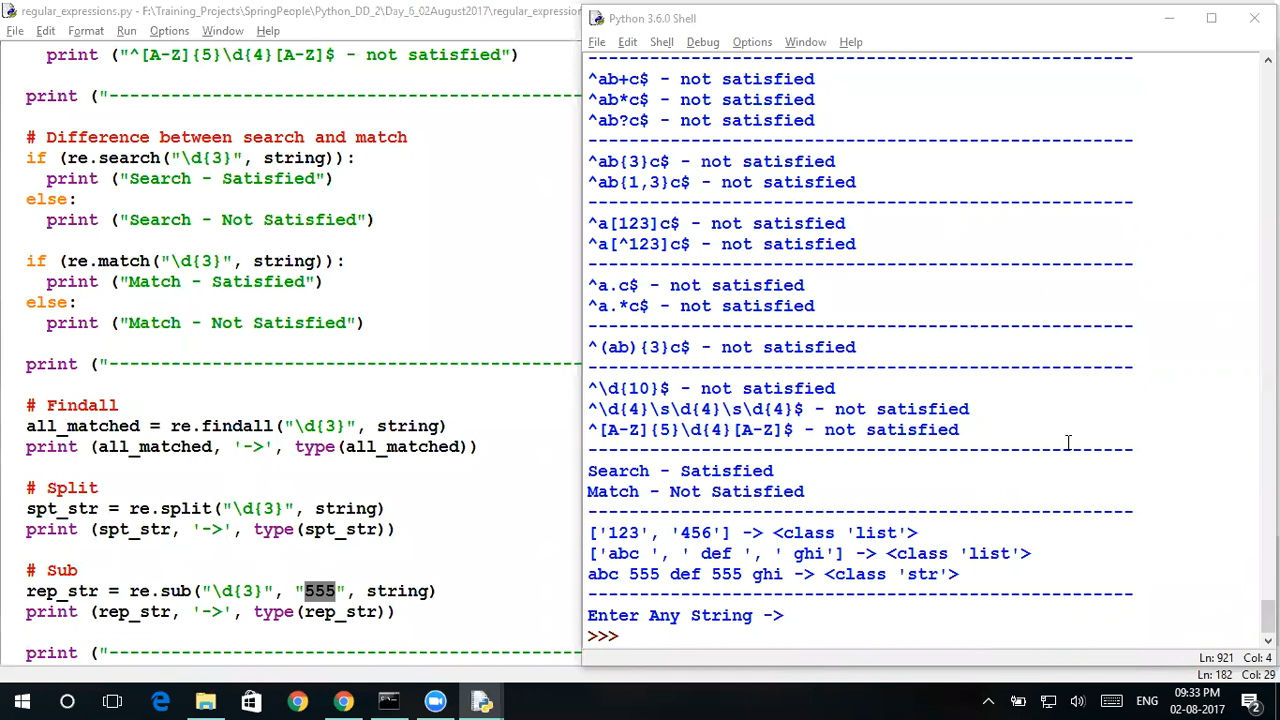 regular_expressions.py - F:\Training_Projects\SpringPeople\Python_DD_2\Day_6_02August2017\regular_expression
File Edit Format Run Options Window Help
print ("^[A-Z]{5}\d{4}[A-Z]$ - not satisfied")
print ("----------------------------------------------
# Difference between search and match
if (re.search("\d{3}", string)):
print ("Search - Satisfied")
else:
print ("Search - Not Satisfied")
if (re.match("\d{3}", string)):
print ("Match - Satisfied")
else:
print ("Match - Not Satisfied")
print ("----------------------------------------------
# Findall
all_matched = re.findall("\d{3}", string)
print (all_matched, '->', type(all_matched))
# Split
spt_str = re.split("\d{3}", string)
print (spt_str, '->', type(spt_str))
# Sub
rep_str = re.sub("\d{3}", "555", string)
print (rep_str, '->', type(rep_str))
print ("----------------------------------------------
Python 3.6.0 Shell
File Edit Shell Debug Options Window Help
-----------------------------------------------------
^ab+c$ - not satisfied
^ab*c$ - not satisfied
^ab?c$ - not satisfied
-----------------------------------------------------
^ab{3}c$ - not satisfied
^ab{1,3}c$ - not satisfied
-----------------------------------------------------
^a[123]c$ - not satisfied
^a[^123]c$ - not satisfied
-----------------------------------------------------
^a.c$ - not satisfied
^a.*c$ - not satisfied
-----------------------------------------------------
^(ab){3}c$ - not satisfied
-----------------------------------------------------
^\d{10}$ - not satisfied
^\d{4}\s\d{4}\s\d{4}$ - not satisfied
^[A-Z]{5}\d{4}[A-Z]$ - not satisfied
-----------------------------------------------------
Search - Satisfied
Match - Not Satisfied
-----------------------------------------------------
['123', '456'] -> <class 'list'>
['abc ', ' def ', ' ghi'] -> <class 'list'>
abc 555 def 555 ghi -> <class 'str'>
-----------------------------------------------------
Enter Any String ->
>>>
Ln: 921 Col: 4
Ln: 182 Col: 29
ENG
09:33 PM
02-08-2017
2